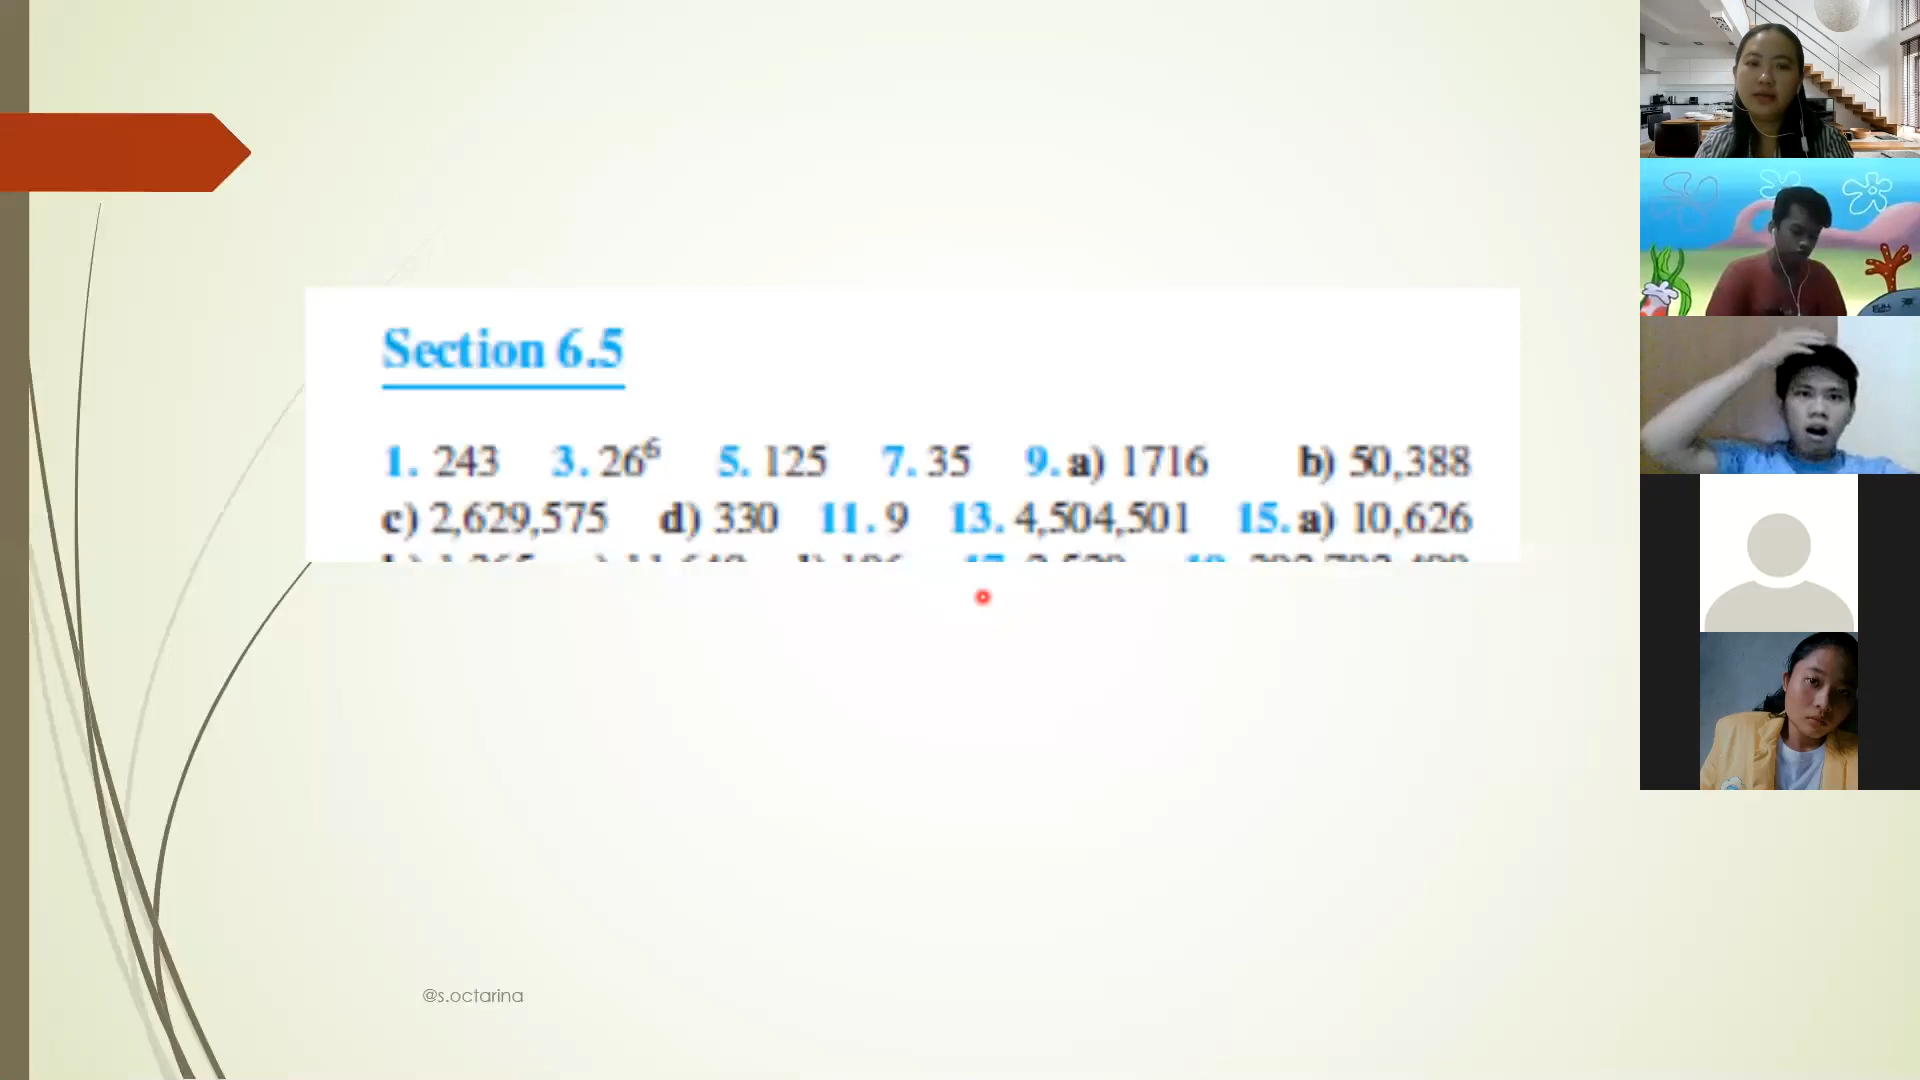 Section 6.5
1. 243 3. 26⁶ 5. 125 7. 35 9. a) 1716 b) 50,388
c) 2,629,575 d) 330 11. 9 13. 4,504,501 15. a) 10,626
@s.octarina